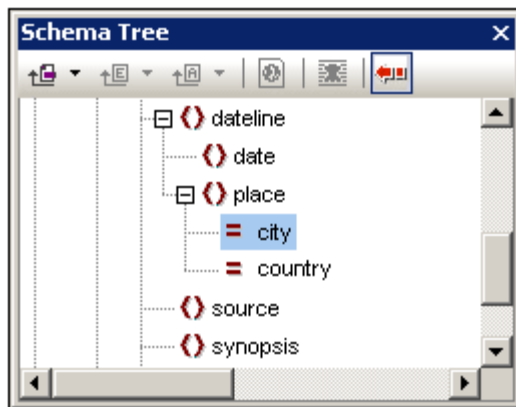 Schema Tree
E A
dateline
date
place
= city
= country
source
synopsis